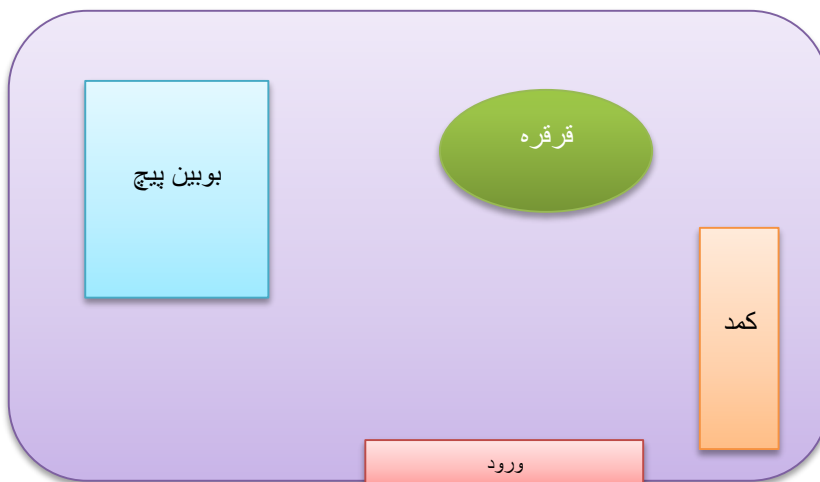 قرقره
بوبین پیچ
کمد
ورود